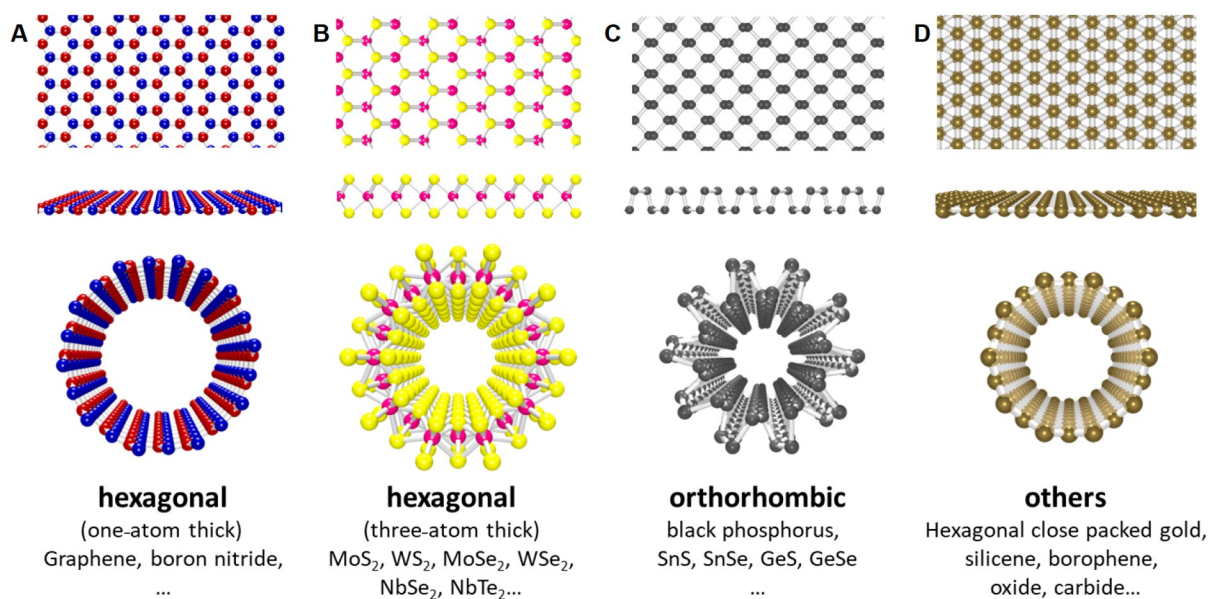 A
B
C
D
hexagonal
(one-atom thick)
Graphene, boron nitride,
...
hexagonal
(three-atom thick)
MoS₂, WS₂, MoSe₂, WSe₂,
NbSe₂, NbTe₂...
orthorhombic
black phosphorus,
SnS, SnSe, GeS, GeSe
...
others
Hexagonal close packed gold,
silicene, borophene,
oxide, carbide...